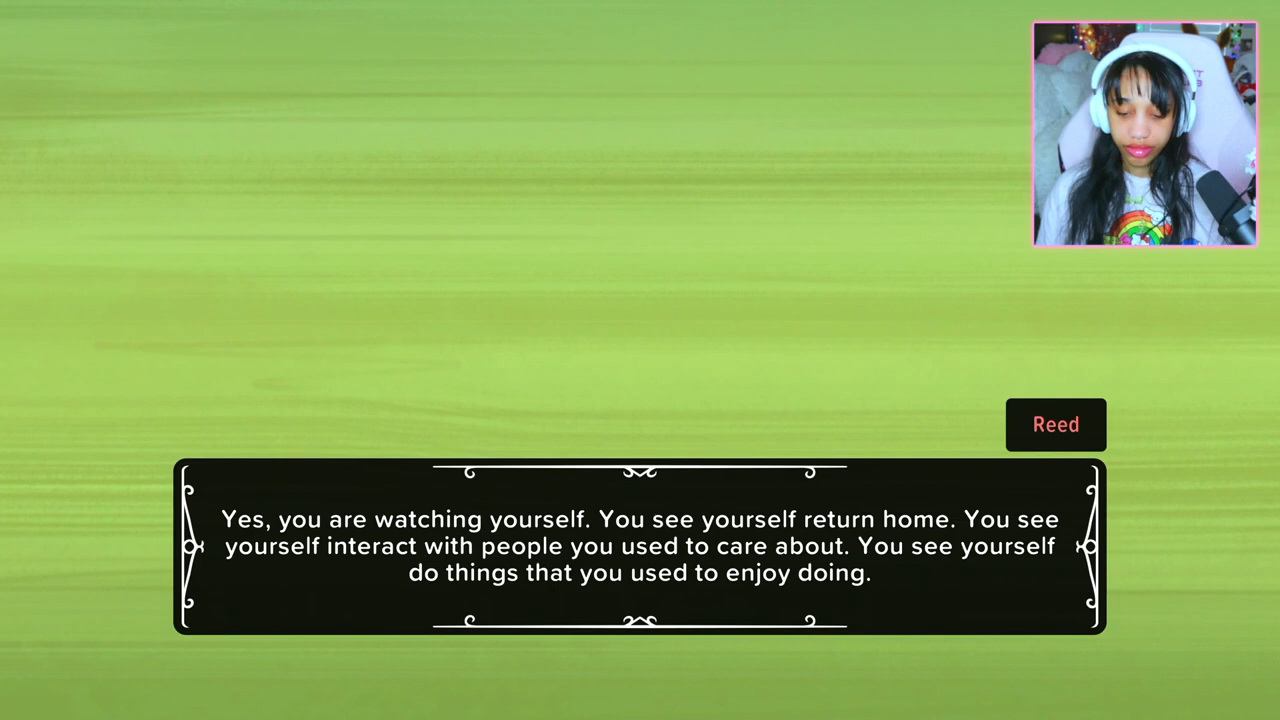 Reed
Yes, you are watching yourself. You see yourself return home. You see
yourself interact with people you used to care about. You see yourself
do things that you used to enjoy doing.